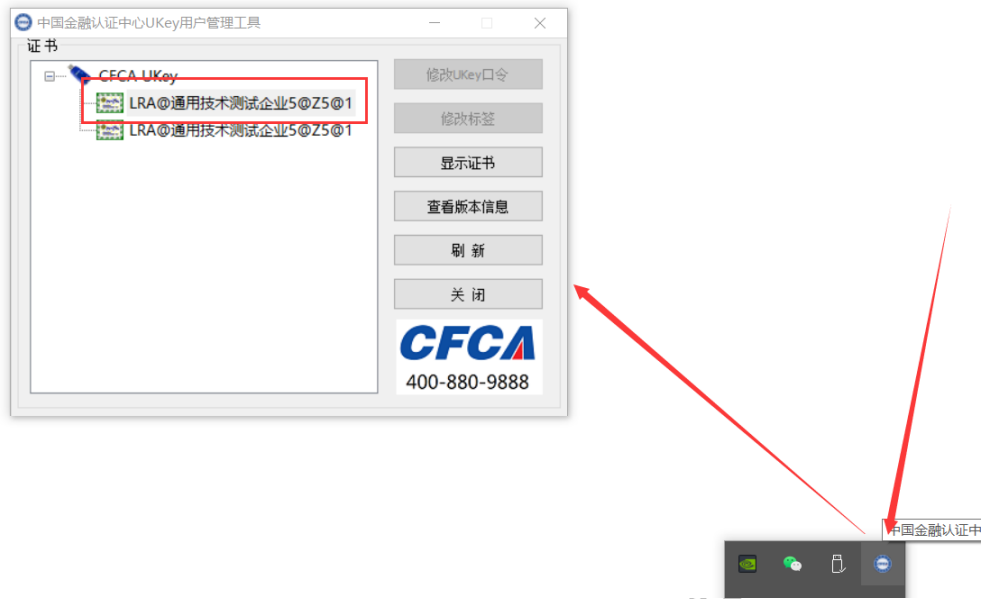 中国金融认证中心UKey用户管理工具
证书
CFCA UKey
LRA@通用技术测试企业5@Z5@1
LRA@通用技术测试企业5@Z5@1
修改UKey口令
修改标签
显示证书
查看版本信息
刷 新
关 闭
CFCA
400-880-9888
中国金融认证中